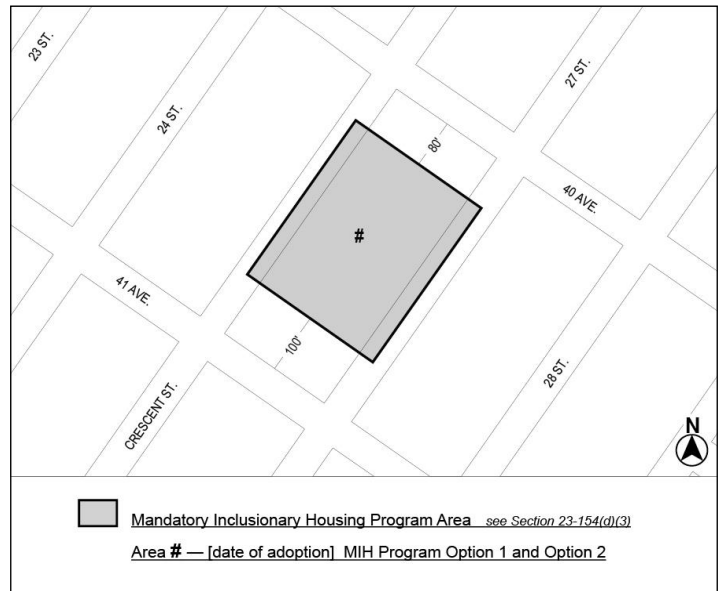 23 ST.
24 ST.
27 ST.
80'
40 AVE.
#
41 AVE.
100'
28 ST.
CRESCENT ST.
N
Mandatory Inclusionary Housing Program Area see Section 23-154(d)(3)
Area # — [date of adoption] MIH Program Option 1 and Option 2